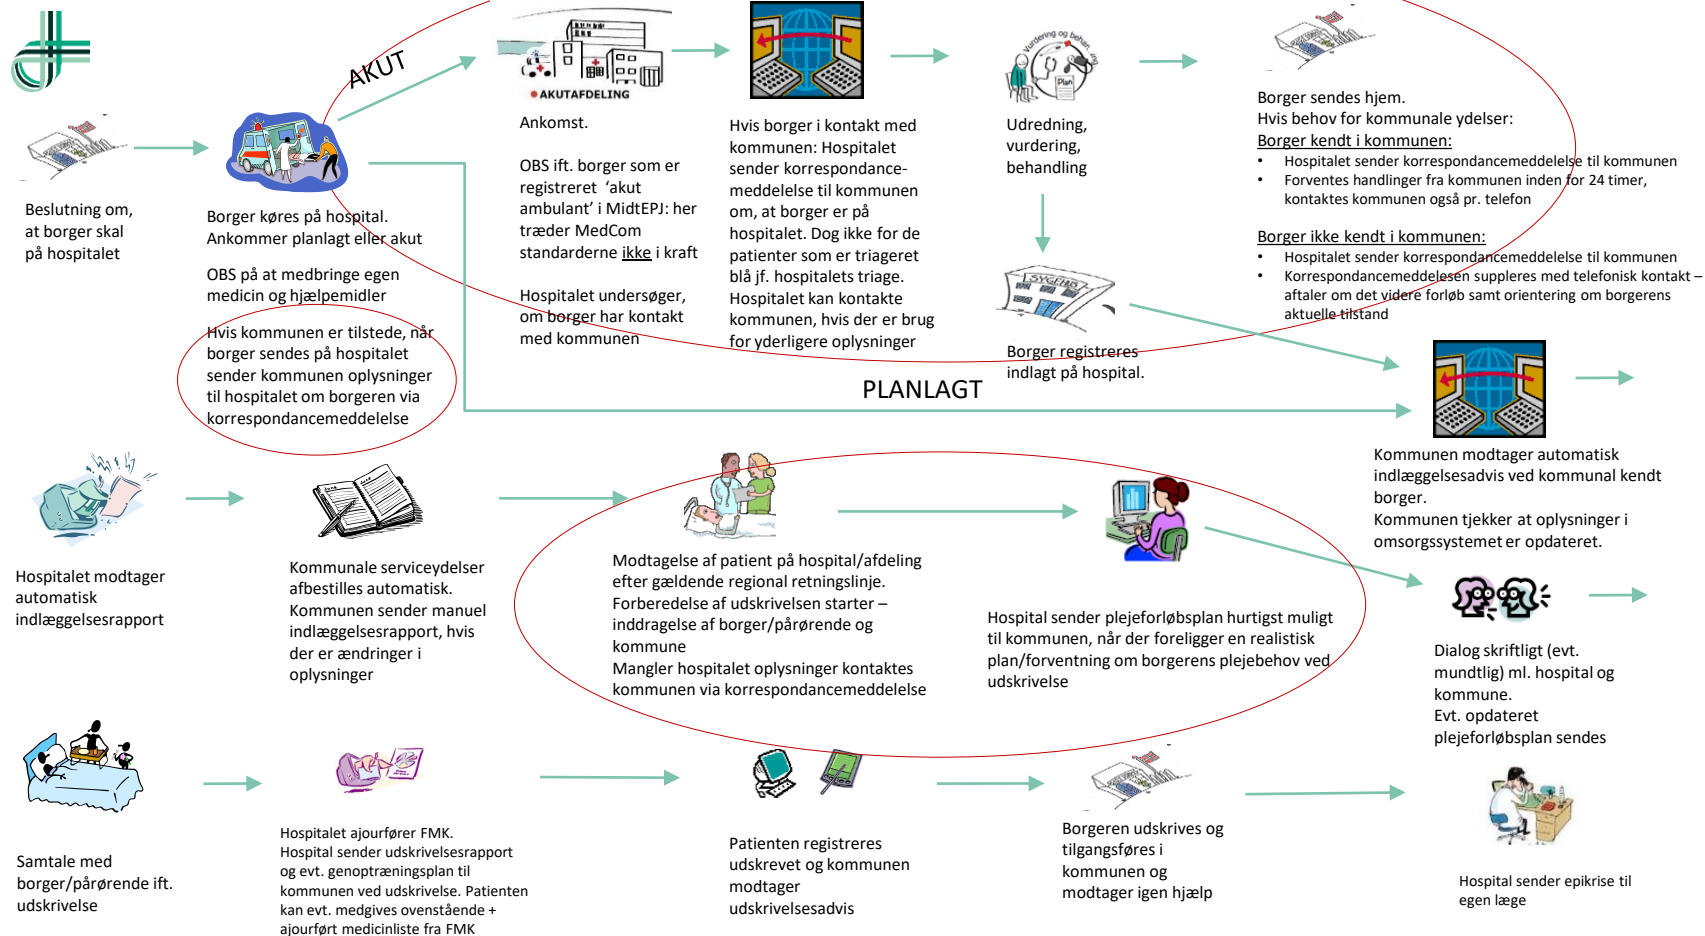 AKUT
AKUTAFDELING
Vurdering og behan
Plan
Beslutning om,
at borger skal
på hospitalet
Borger køres på hospital.
Ankommer planlagt eller akut
OBS på at medbringe egen
medicin og hjælpemidler
Hvis kommunen er tilstede, når
borger sendes på hospitalet
sender kommunen oplysninger
til hospitalet om borgeren via
korrespondancemeddelelse
Ankomst.
OBS ift. borger som er
registreret ‘akut
ambulant’ i MidtEPJ: her
træder MedCom
standarderne ikke i kraft
Hospitalet undersøger,
om borger har kontakt
med kommunen
Hvis borger i kontakt med
kommunen: Hospitalet
sender korrespondance-
meddelelse til kommunen
om, at borger er på
hospitalet. Dog ikke for de
patienter som er triageret
blå jf. hospitalets triage.
Hospitalet kan kontakte
kommunen, hvis der er brug
for yderligere oplysninger
Udredning,
vurdering,
behandling
Borger registreres
indlagt på hospital.
Borger sendes hjem.
Hvis behov for kommunale ydelser:
Borger kendt i kommunen:
• Hospitalet sender korrespondancemeddelelse til kommunen
• Forventes handlinger fra kommunen inden for 24 timer,
kontaktes kommunen også pr. telefon
Borger ikke kendt i kommunen:
• Hospitalet sender korrespondancemeddelelse til kommunen
• Korrespondancemeddelesen suppleres med telefonisk kontakt –
aftaler om det videre forløb samt orientering om borgerens
aktuelle tilstand
PLANLAGT
Kommunen modtager automatisk
indlæggelsesadvis ved kommunal kendt
borger.
Kommunen tjekker at oplysninger i
omsorgssystemet er opdateret.
Hospitalet modtager
automatisk
indlæggelsesrapport
Kommunale serviceydelser
afbestilles automatisk.
Kommunen sender manuel
indlæggelsesrapport, hvis
der er ændringer i
oplysninger
Modtagelse af patient på hospital/afdeling
efter gældende regional retningslinje.
Forberedelse af udskrivelsen starter –
inddragelse af borger/pårørende og
kommune
Mangler hospitalet oplysninger kontaktes
kommunen via korrespondancemeddelelse
Hospital sender plejeforløbsplan hurtigst muligt
til kommunen, når der foreligger en realistisk
plan/forventning om borgerens plejebehov ved
udskrivelse
Dialog skriftligt (evt.
mundtlig) ml. hospital og
kommune.
Evt. opdateret
plejeforløbsplan sendes
Samtale med
borger/pårørende ift.
udskrivelse
Hospitalet ajourfører FMK.
Hospital sender udskrivelsesrapport
og evt. genoptræningsplan til
kommunen ved udskrivelse. Patienten
kan evt. medgives ovenstående +
ajourført medicinliste fra FMK
Patienten registreres
udskrevet og kommunen
modtager
udskrivelsesadvis
Borgeren udskrives og
tilgangsføres i
kommunen og
modtager igen hjælp
Hospital sender epikrise til
egen læge